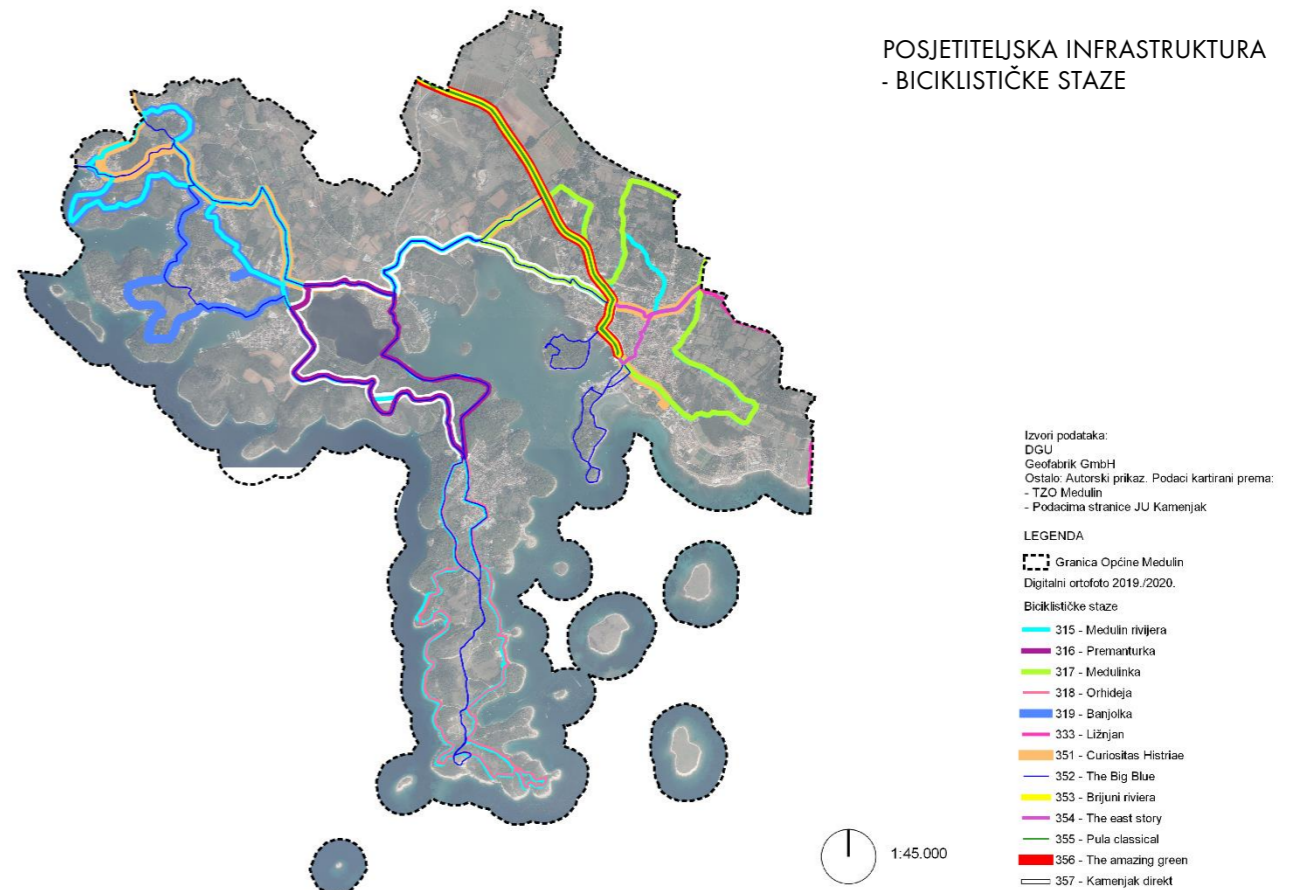 POSJETITELJSKA INFRASTRUKTURA
- BICIKLISTIČKE STAZE
Izvori podataka:
DGU
Geofabrik GmbH
Ostalo: Autorski prikaz. Podaci kartirani prema:
- TZO Medulin
- Podacima stranice JU Kamenjak
LEGENDA
Granica Općine Medulin
Digitalni ortofoto 2019./2020.
Biciklističke staze
315 - Medulin rivijera
316 - Premanturka
317 - Medulinka
318 - Orhideja
319 - Banjolka
333 - Ližnjan
351 - Curiositas Histriae
352 - The Big Blue
353 - Brijuni riviera
354 - The east story
355 - Pula classical
356 - The amazing green
357 - Kamenjak direkt
1:45.000